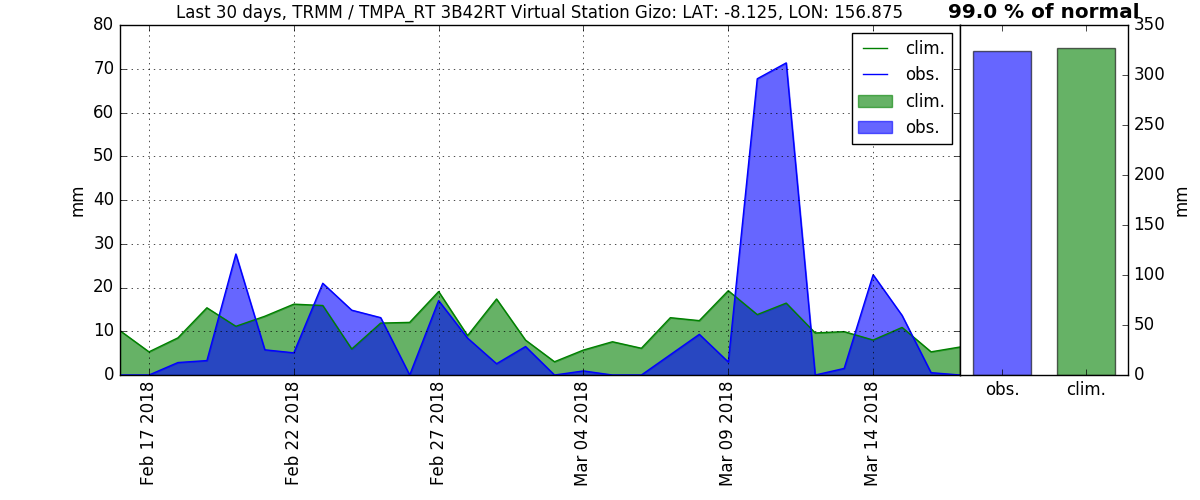 Last 30 days, TRMM / TMPA_RT 3B42RT Virtual Station Gizo: LAT: -8.125, LON: 156.875
99.0 % of normal
80
70
60
50
40
30
20
10
0
mm
clim.
obs.
clim.
obs.
350
300
250
200
150
100
50
0
mm
obs.
clim.
Feb 17 2018
Feb 22 2018
Feb 27 2018
Mar 04 2018
Mar 09 2018
Mar 14 2018